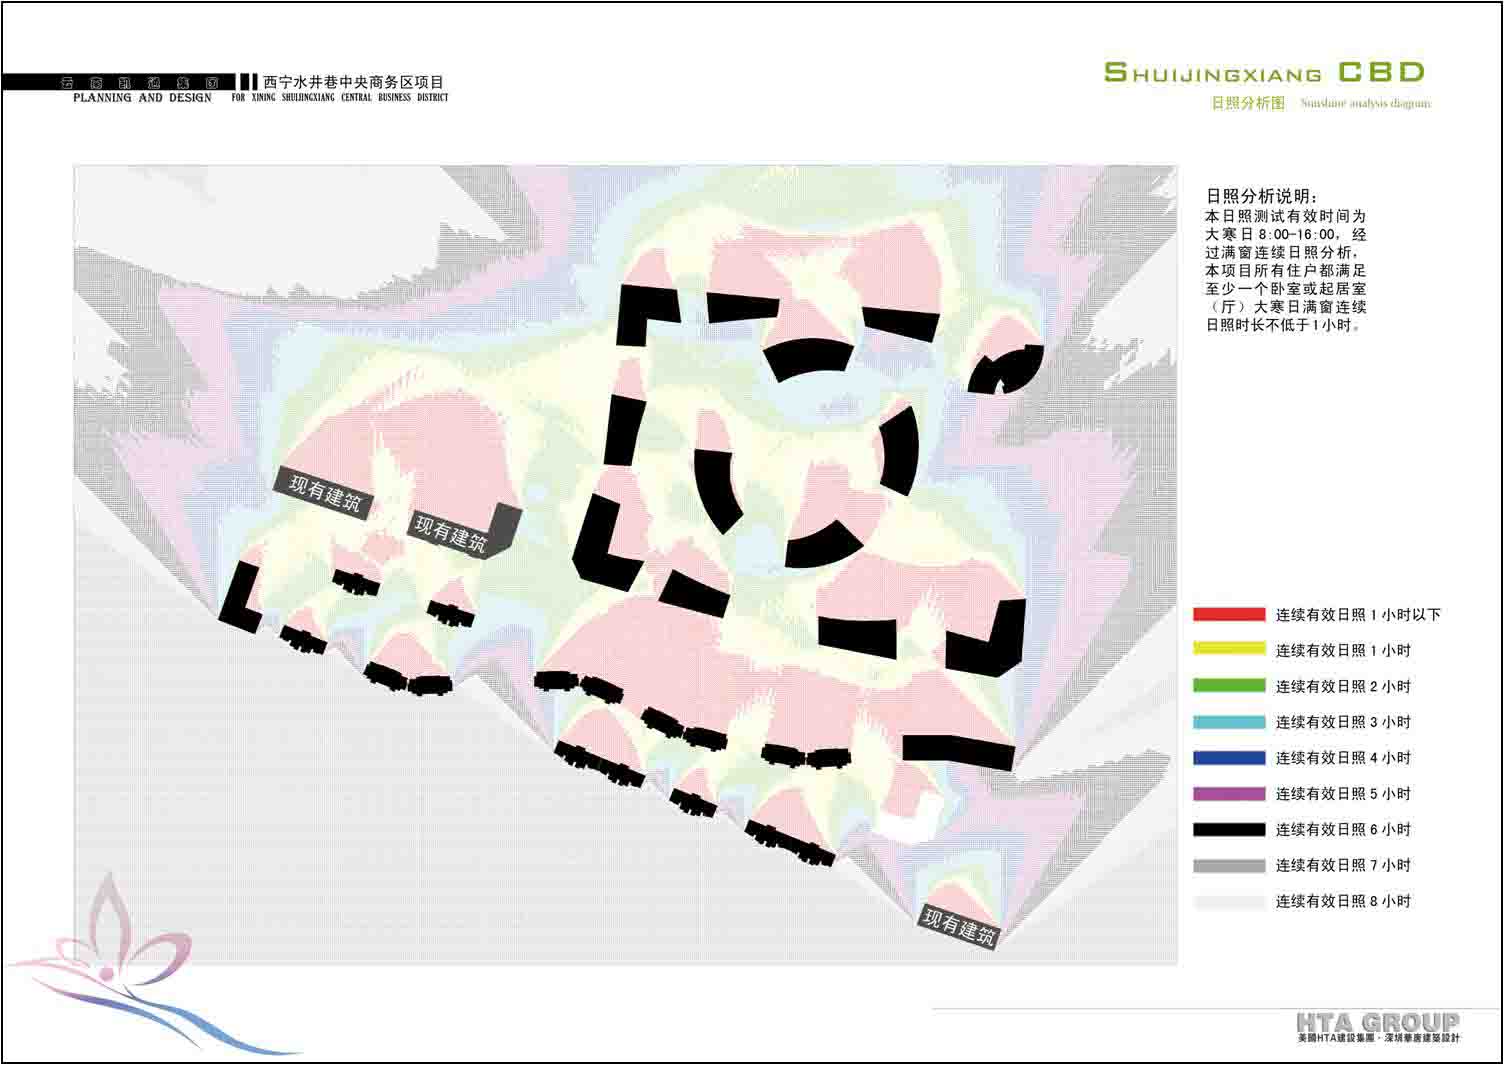 云南凯迪集团 西宁水井巷中央商务区项目
PLANNING AND DESIGN FOR XINING SHUIJINGXIANG CENTRAL BUSINESS DISTRICT
SHUIJINGXIANG CBD
日照分析图 Sunshine analysis diagram
日照分析说明：
本日照测试有效时间为
大寒日8:00-16:00，经
过满窗连续日照分析，
本项目所有住户都满足
至少一个卧室或起居室
（厅）大寒日满窗连续
日照时长不低于1小时。
现有建筑
现有建筑
现有建筑
连续有效日照1小时以下
连续有效日照1小时
连续有效日照2小时
连续有效日照3小时
连续有效日照4小时
连续有效日照5小时
连续有效日照6小时
连续有效日照7小时
连续有效日照8小时
HTA GROUP
美國HTA建設集團·深圳華唐建築設計